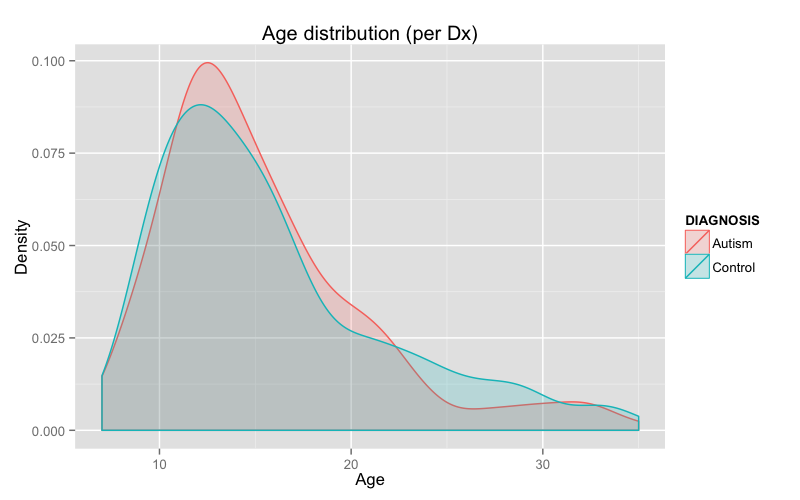 Age distribution (per Dx)
0.100
0.075
0.050
0.025
0.000
Density
10 20 30
Age
DIAGNOSIS
Autism
Control